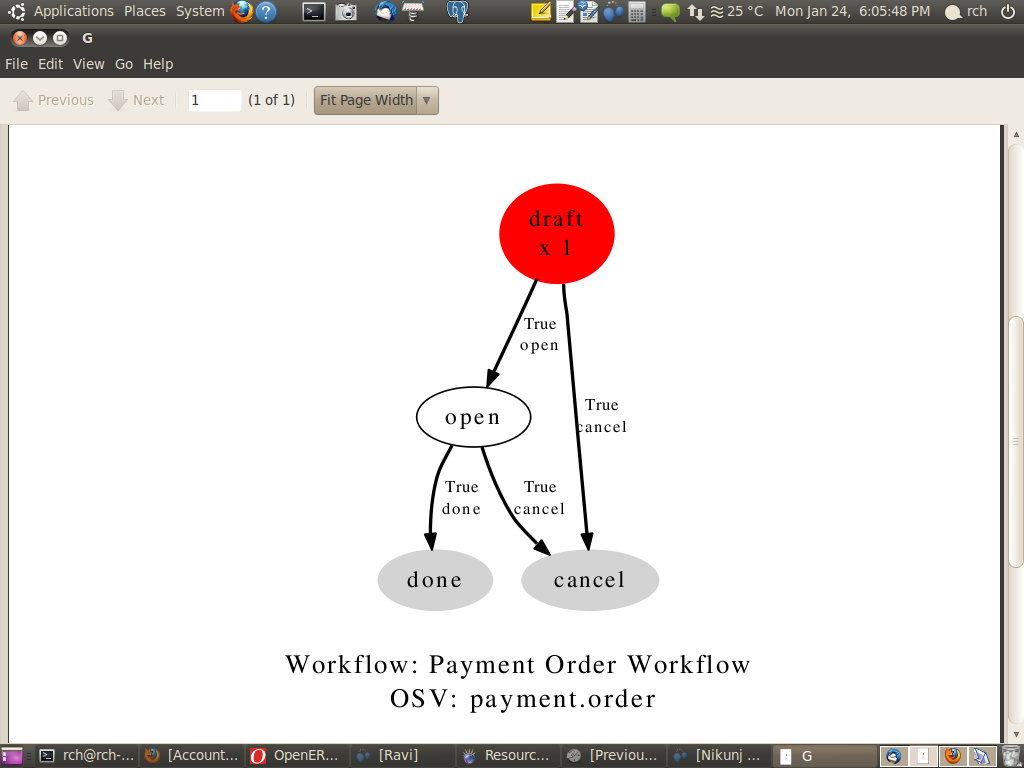 Applications Places System 25 °C Mon Jan 24, 6:05:48 PM rch
G
File Edit View Go Help
Previous Next 1 (1 of 1) Fit Page Width
draft
x 1
True
open
True
cancel
open
True
done
True
cancel
done
cancel
Workflow: Payment Order Workflow
OSV: payment.order
rch@rch-... [Account... OpenER... [Ravi] Resourc... [Previou... [Nikunj ... G